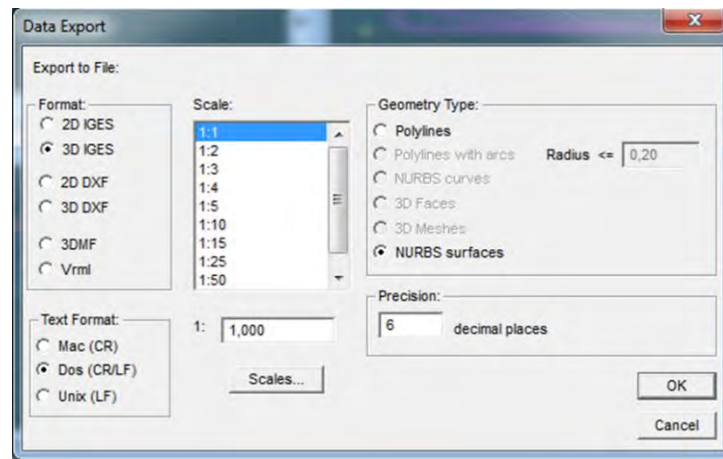 Data Export
Export to File:
Format:
2D IGES
3D IGES
2D DXF
3D DXF
3DMF
Vrml
Scale:
1:1
1:2
1:3
1:4
1:5
1:10
1:15
1:25
1:50
Geometry Type:
Polylines
Polylines with arcs Radius <= 0,20
NURBS curves
3D Faces
3D Meshes
NURBS surfaces
Text Format:
Mac (CR)
Dos (CR/LF)
Unix (LF)
1: 1,000
Scales...
Precision:
6 decimal places
OK
Cancel